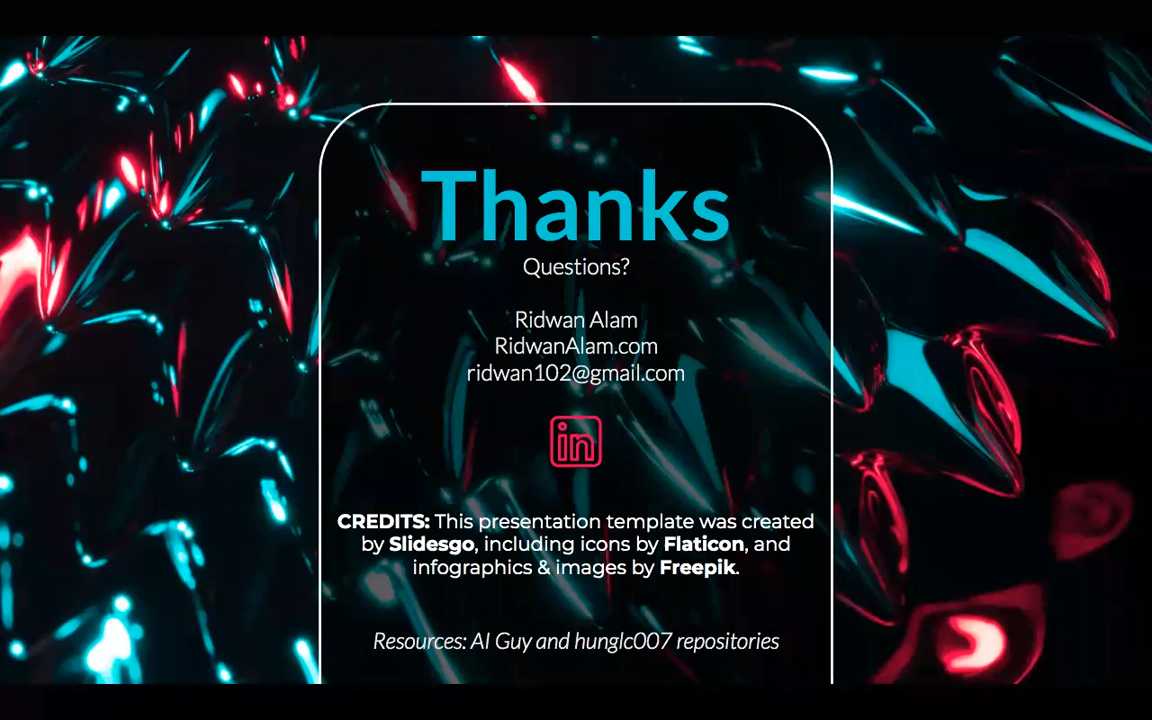 Thanks
Questions?
Ridwan Alam
RidwanAlam.com
ridwan102@gmail.com
in
CREDITS: This presentation template was created
by Slidesgo, including icons by Flaticon, and
infographics & images by Freepik.
Resources: AI Guy and hunglc007 repositories